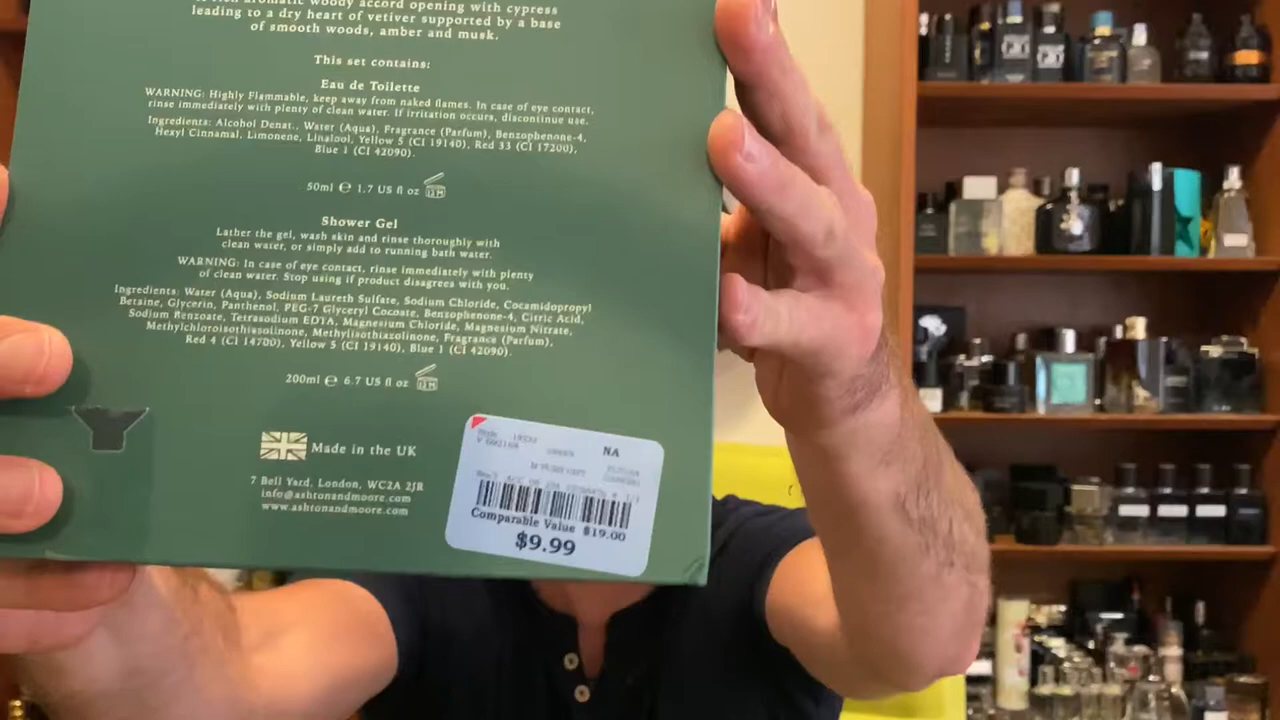 rich aromatic woody accord opening with cypress
leading to a dry heart of vetiver supported by a base
of smooth woods, amber and musk.
This set contains:
Eau de Toilette
WARNING: Highly Flammable, keep away from naked flames. In case of eye contact,
rinse immediately with plenty of clean water. If irritation occurs, discontinue use.
Ingredients: Alcohol Denat., Water (Aqua), Fragrance (Parfum), Benzophenone-4,
Hexyl Cinnamal, Limonene, Linalool, Yellow 5 (CI 19140), Red 33 (CI 17200),
Blue 1 (CI 42090).
50ml ℮ 1.7 US fl oz 12 M
Shower Gel
Lather the gel, wash skin and rinse thoroughly with
clean water, or simply add to running bath water.
WARNING: In case of eye contact, rinse immediately with plenty
of clean water. Stop using if product disagrees with you.
Ingredients: Water (Aqua), Sodium Laureth Sulfate, Sodium Chloride, Cocamidopropyl
Betaine, Glycerin, Panthenol, PEG-7 Glyceryl Cocoate, Benzophenone-4, Citric Acid,
Sodium Benzoate, Tetrasodium EDTA, Magnesium Chloride, Magnesium Nitrate,
Methylchloroisothiazolinone, Methylisothiazolinone, Fragrance (Parfum),
Red 4 (CI 14700), Yellow 5 (CI 19140), Blue 1 (CI 42090).
200ml ℮ 6.7 US fl oz 12 M
Made in the UK
7 Bell Yard, London, WC2A 2JR
info@ashtonandmoore.com
www.ashtonandmoore.com
NA
Comparable Value $19.00
$9.99